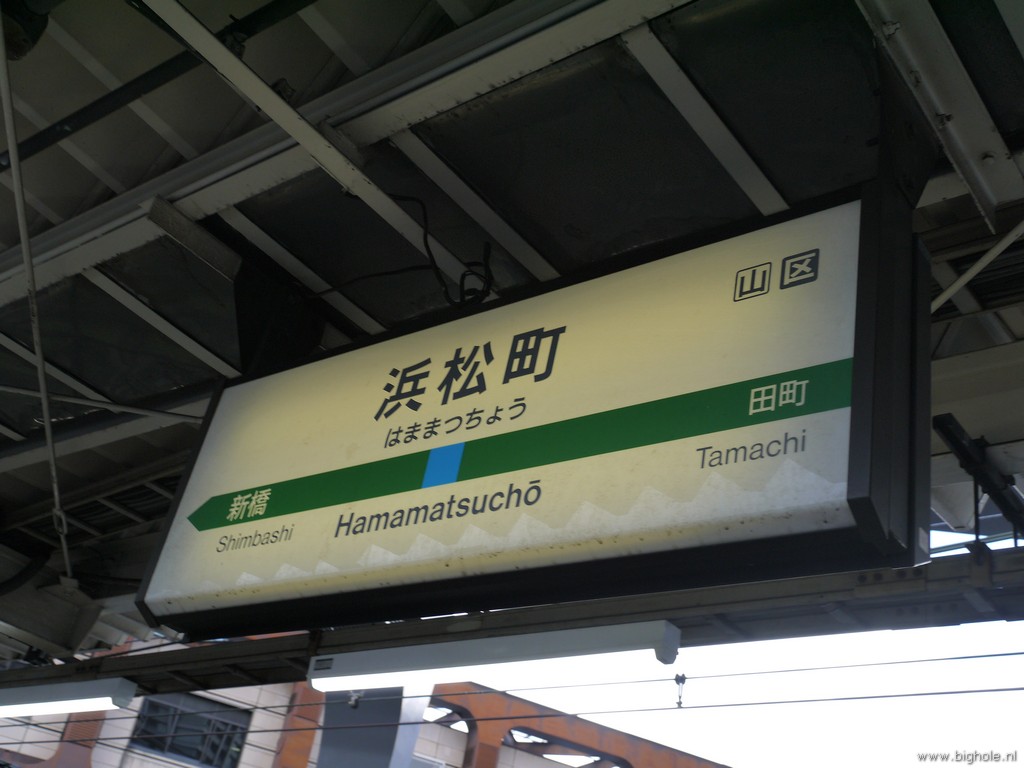 山 区
浜松町
はままつちょう
田町
新橋
Tamachi
Hamamatsuchō
Shimbashi
www.bighole.nl